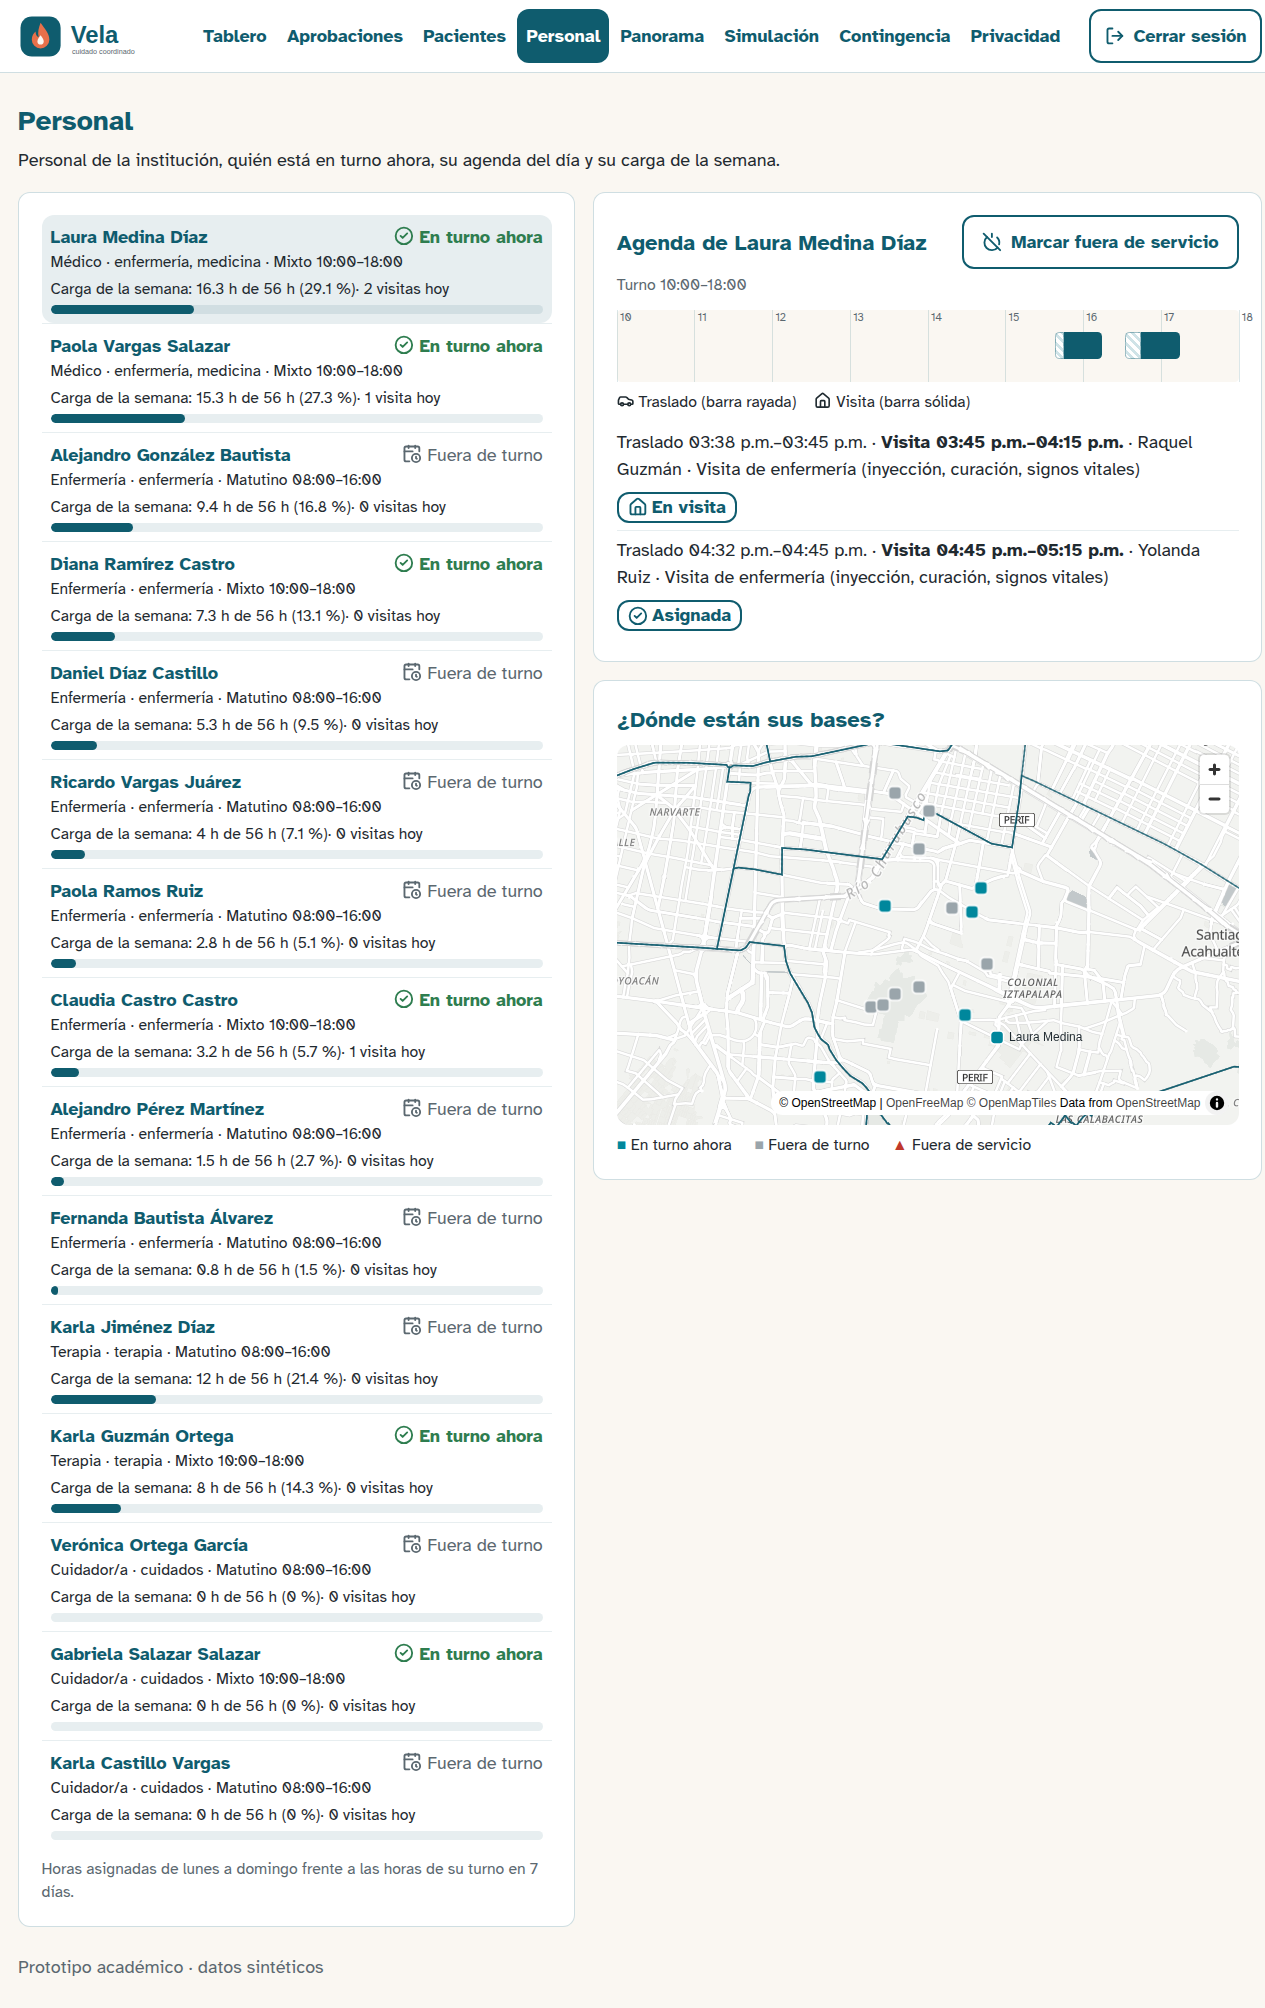 Vela
cuidado coordinado
Tablero
Aprobaciones
Pacientes
Personal
Panorama
Simulación
Contingencia
Privacidad
Cerrar sesión
Personal
Personal de la institución, quién está en turno ahora, su agenda del día y su carga de la semana.
Laura Medina Díaz
En turno ahora
Médico · enfermería, medicina · Mixto 10:00–18:00
Carga de la semana: 16.3 h de 56 h (29.1 %)· 2 visitas hoy
Paola Vargas Salazar
En turno ahora
Médico · enfermería, medicina · Mixto 10:00–18:00
Carga de la semana: 15.3 h de 56 h (27.3 %)· 1 visita hoy
Alejandro González Bautista
Fuera de turno
Enfermería · enfermería · Matutino 08:00–16:00
Carga de la semana: 9.4 h de 56 h (16.8 %)· 0 visitas hoy
Diana Ramírez Castro
En turno ahora
Enfermería · enfermería · Mixto 10:00–18:00
Carga de la semana: 7.3 h de 56 h (13.1 %)· 0 visitas hoy
Daniel Díaz Castillo
Fuera de turno
Enfermería · enfermería · Matutino 08:00–16:00
Carga de la semana: 5.3 h de 56 h (9.5 %)· 0 visitas hoy
Ricardo Vargas Juárez
Fuera de turno
Enfermería · enfermería · Matutino 08:00–16:00
Carga de la semana: 4 h de 56 h (7.1 %)· 0 visitas hoy
Paola Ramos Ruiz
Fuera de turno
Enfermería · enfermería · Matutino 08:00–16:00
Carga de la semana: 2.8 h de 56 h (5.1 %)· 0 visitas hoy
Claudia Castro Castro
En turno ahora
Enfermería · enfermería · Mixto 10:00–18:00
Carga de la semana: 3.2 h de 56 h (5.7 %)· 1 visita hoy
Alejandro Pérez Martínez
Fuera de turno
Enfermería · enfermería · Matutino 08:00–16:00
Carga de la semana: 1.5 h de 56 h (2.7 %)· 0 visitas hoy
Fernanda Bautista Álvarez
Fuera de turno
Enfermería · enfermería · Matutino 08:00–16:00
Carga de la semana: 0.8 h de 56 h (1.5 %)· 0 visitas hoy
Karla Jiménez Díaz
Fuera de turno
Terapia · terapia · Matutino 08:00–16:00
Carga de la semana: 12 h de 56 h (21.4 %)· 0 visitas hoy
Karla Guzmán Ortega
En turno ahora
Terapia · terapia · Mixto 10:00–18:00
Carga de la semana: 8 h de 56 h (14.3 %)· 0 visitas hoy
Verónica Ortega García
Fuera de turno
Cuidador/a · cuidados · Matutino 08:00–16:00
Carga de la semana: 0 h de 56 h (0 %)· 0 visitas hoy
Gabriela Salazar Salazar
En turno ahora
Cuidador/a · cuidados · Mixto 10:00–18:00
Carga de la semana: 0 h de 56 h (0 %)· 0 visitas hoy
Karla Castillo Vargas
Fuera de turno
Cuidador/a · cuidados · Matutino 08:00–16:00
Carga de la semana: 0 h de 56 h (0 %)· 0 visitas hoy
Horas asignadas de lunes a domingo frente a las horas de su turno en 7
días.
Agenda de Laura Medina Díaz
Marcar fuera de servicio
Turno 10:00–18:00
10 11 12 13 14 15 16 17 18
Traslado (barra rayada)
Visita (barra sólida)
Traslado 03:38 p.m.–03:45 p.m. · Visita 03:45 p.m.–04:15 p.m. · Raquel
Guzmán · Visita de enfermería (inyección, curación, signos vitales)
En visita
Traslado 04:32 p.m.–04:45 p.m. · Visita 04:45 p.m.–05:15 p.m. · Yolanda
Ruiz · Visita de enfermería (inyección, curación, signos vitales)
Asignada
¿Dónde están sus bases?
+
−
NARVARTE
PERIF
LLE
Río Churubusco
Santiag
Acahualte
YOACÁN
COLONIAL
IZTAPALAPA
Laura Medina
PERIF
© OpenStreetMap | OpenFreeMap © OpenMapTiles Data from OpenStreetMap
C
LAS CALABACITAS
En turno ahora
Fuera de turno
Fuera de servicio
Prototipo académico · datos sintéticos